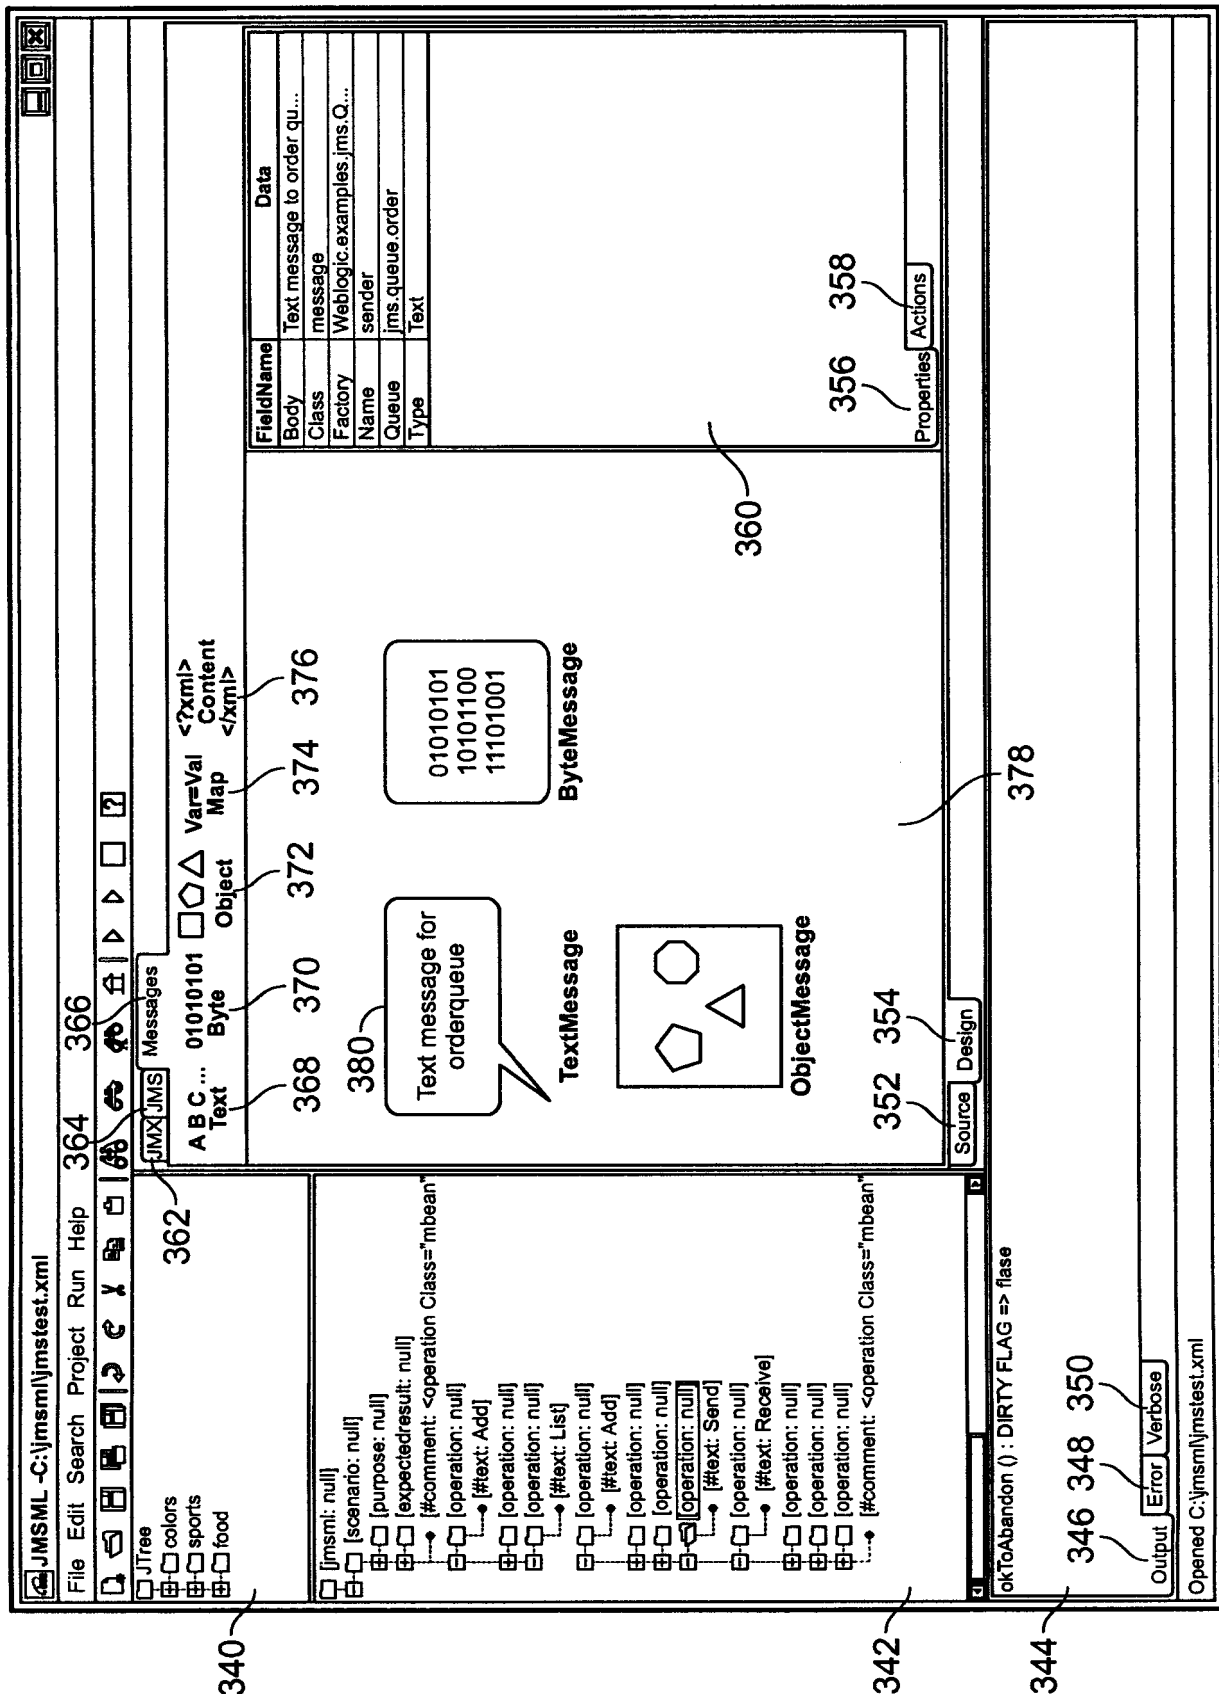 JMSML -C:\jmsml\jmstest.xml
File Edit Search Project Run Help
364
366
JTree
colors
sports
food
340
362
JMX
JMS
Messages
A B C ...
Text
01010101
Byte
Object
Var=Val
Map
<?xml>
Content
</xml>
368
370
372
374
376
FieldName Data
Body Text message to order qu...
Class message
Factory Weblogic.examples.jms.Q...
Name sender
Queue jms.queue.order
Type Text
[jmsml: null]
[scenario: null]
[purpose: null]
[expectedresult: null]
[#comment: <operation Class="mbean"
[operation: null]
[#text: Add]
[operation: null]
[operation: null]
[#text: List]
[operation: null]
[#text: Add]
[operation: null]
[operation: null]
[operation: null]
[#text: Send]
[operation: null]
[#text: Receive]
[operation: null]
[operation: null]
[operation: null]
[#comment: <operation Class="mbean"
342
380
Text message for
orderqueue
TextMessage
01010101
10101100
11101001
ByteMessage
ObjectMessage
360
356
358
Properties
Actions
352
354
Source
Design
378
okToAbandon () : DIRTY FLAG => flase
344
346
348
350
Output
Error
Verbose
Opened C:\jmsml\jmstest.xml